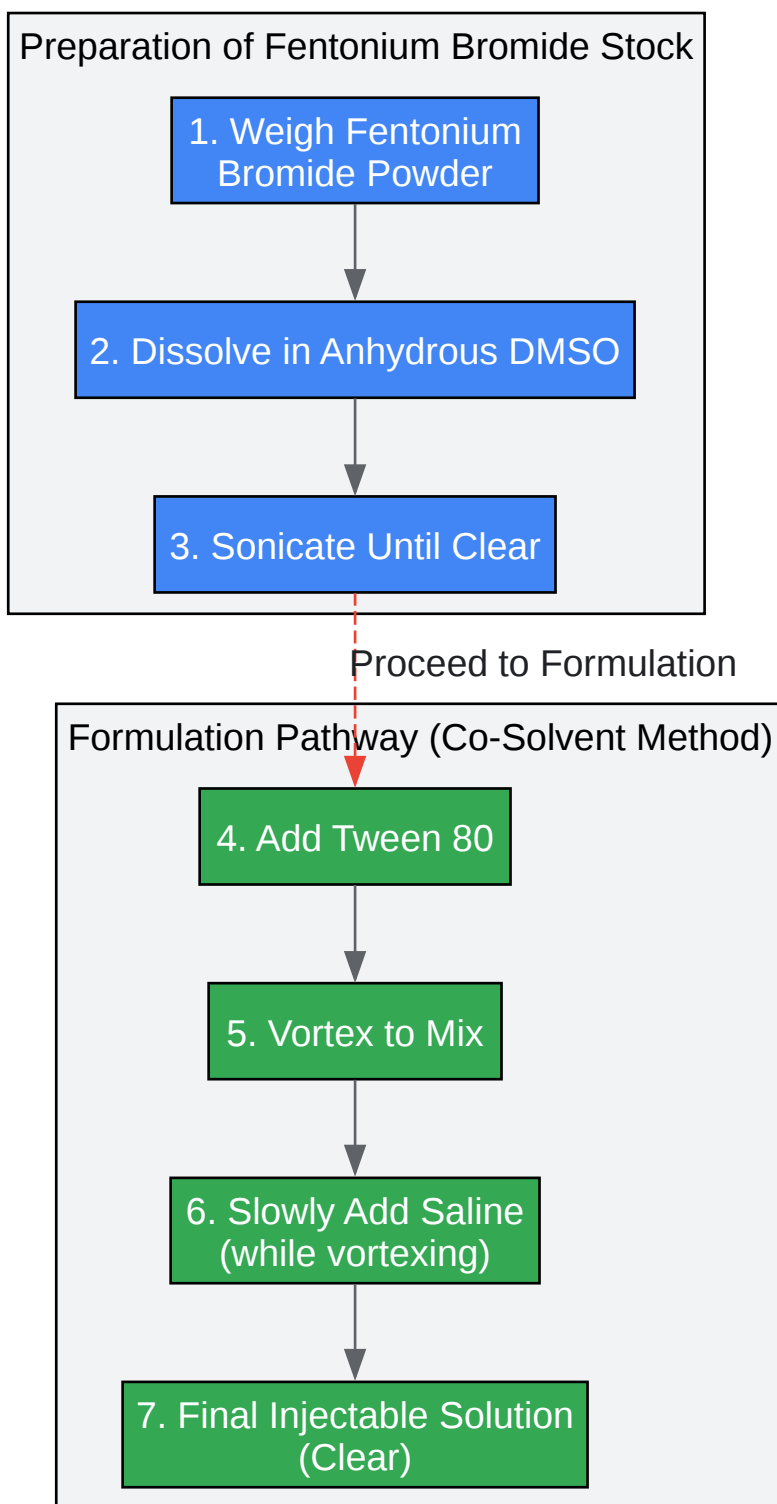 Preparation of Fentonium Bromide Stock
1. Weigh Fentonium
Bromide Powder
2. Dissolve in Anhydrous DMSO
3. Sonicate Until Clear
Proceed to Formulation
Formulation Pathway (Co-Solvent Method)
4. Add Tween 80
5. Vortex to Mix
6. Slowly Add Saline
(while vortexing)
7. Final Injectable Solution
(Clear)